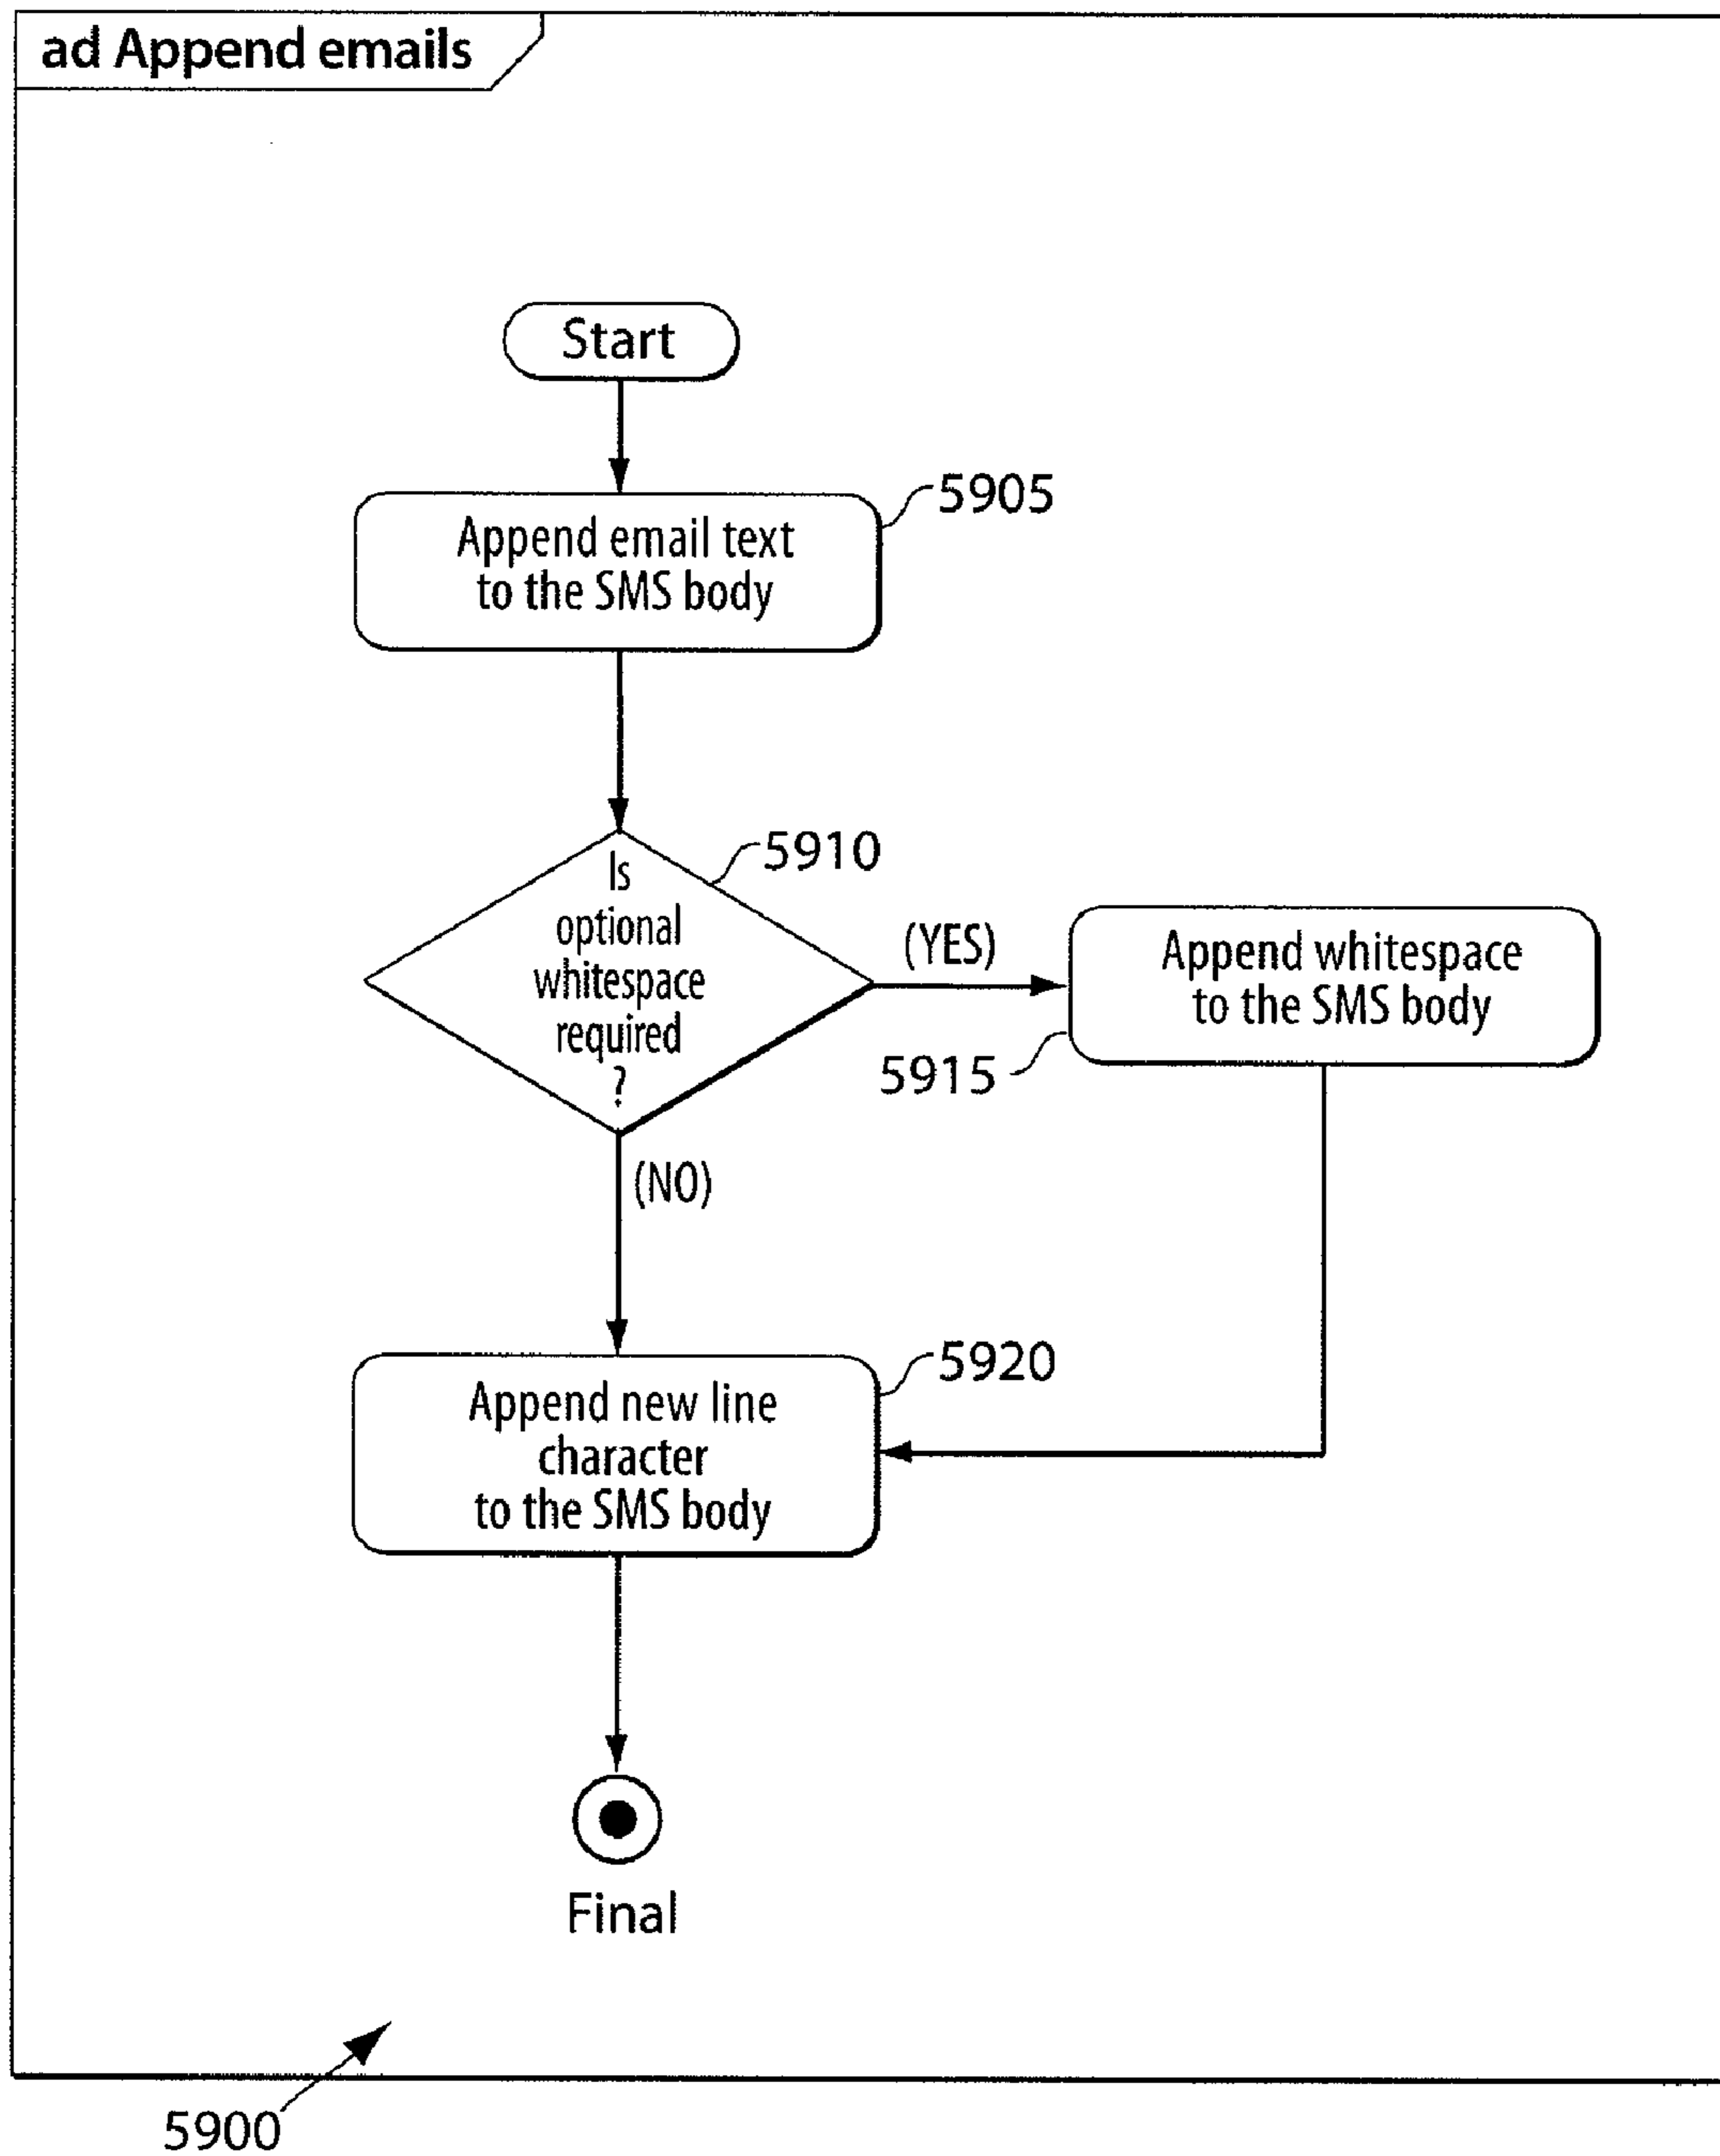 ad Append emails
Start
5905
Append email text
to the SMS body
5910
Is
optional
whitespace
required
?
(YES)
Append whitespace
to the SMS body
5915
(NO)
5920
Append new line
character
to the SMS body
Final
5900